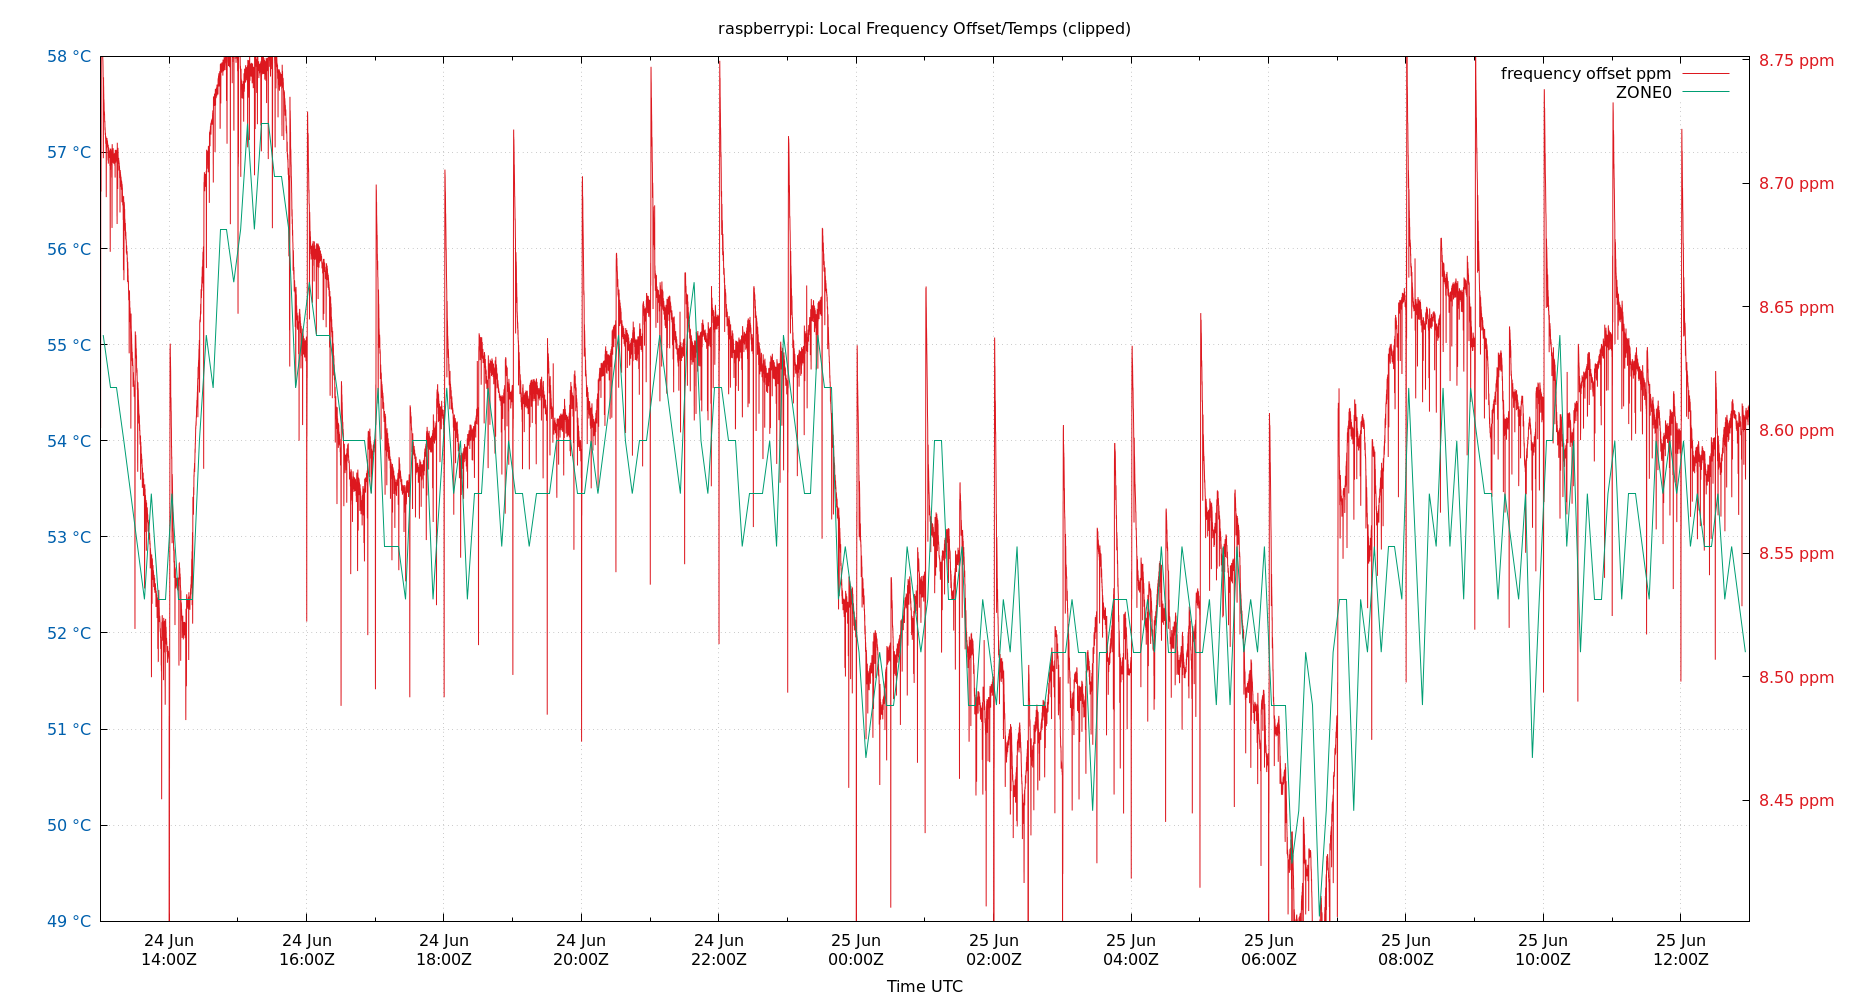 raspberrypi: Local Frequency Offset/Temps (clipped)
58 °C
57 °C
56 °C
55 °C
54 °C
53 °C
52 °C
51 °C
50 °C
49 °C
8.75 ppm
8.70 ppm
8.65 ppm
8.60 ppm
8.55 ppm
8.50 ppm
8.45 ppm
frequency offset ppm
ZONE0
24 Jun 24 Jun 24 Jun 24 Jun 24 Jun 25 Jun 25 Jun 25 Jun 25 Jun 25 Jun 25 Jun 25 Jun
14:00Z 16:00Z 18:00Z 20:00Z 22:00Z 00:00Z 02:00Z 04:00Z 06:00Z 08:00Z 10:00Z 12:00Z
Time UTC